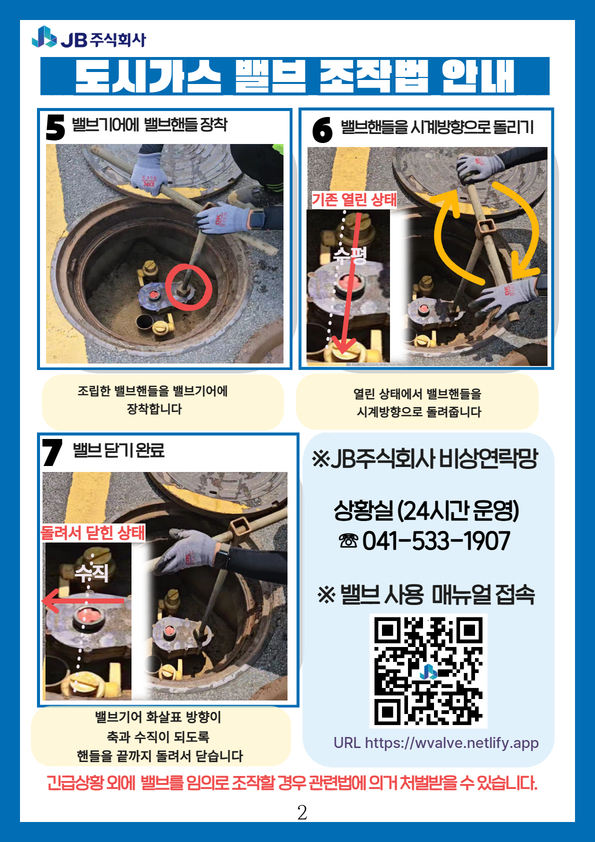 JB주식회사
도시가스 밸브 조작법 안내
5 밸브기어에 밸브핸들 장착
6 밸브핸들을 시계방향으로 돌리기
기존 열린 상태
수평
조립한 밸브핸들을 밸브기어에
장착합니다
열린 상태에서 밸브핸들을
시계방향으로 돌려줍니다
7 밸브 닫기 완료
돌려서 닫힌 상태
수직
밸브기어 화살표 방향이
축과 수직이 되도록
핸들을 끝까지 돌려서 닫습니다
※JB주식회사 비상연락망
상황실 (24시간 운영)
☎ 041-533-1907
※ 밸브 사용 매뉴얼 접속
URL https://wvalve.netlify.app
긴급상황 외에 밸브를 임의로 조작할 경우 관련법에 의거 처벌받을 수 있습니다.
2